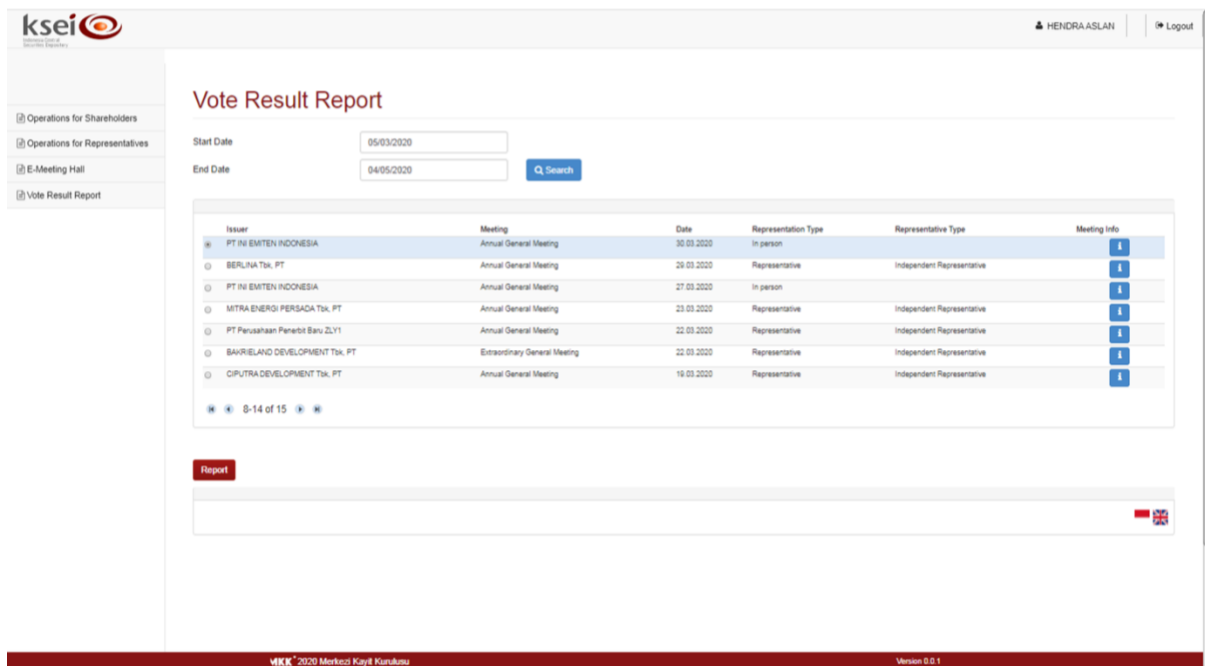 ksei
Indonesia Central
Securities Depository
HENDRA ASLAN
Logout
Operations for Shareholders
Operations for Representatives
E-Meeting Hall
Vote Result Report
Vote Result Report
Start Date 05/03/2020
End Date 04/05/2020 Search
Issuer Meeting Date Representation Type Representative Type Meeting Info
PT INI EMITEN INDONESIA Annual General Meeting 30.03.2020 In person i
BERLINA Tbk, PT Annual General Meeting 29.03.2020 Representative Independent Representative i
PT INI EMITEN INDONESIA Annual General Meeting 27.03.2020 In person i
MITRA ENERGI PERSADA Tbk, PT Annual General Meeting 23.03.2020 Representative Independent Representative i
PT Perusahaan Penerbit Baru ZLY1 Annual General Meeting 22.03.2020 Representative Independent Representative i
BAKRIELAND DEVELOPMENT Tbk, PT Extraordinary General Meeting 22.03.2020 Representative Independent Representative i
CIPUTRA DEVELOPMENT Tbk, PT Annual General Meeting 19.03.2020 Representative Independent Representative i
8-14 of 15
Report
MKK 2020 Merkezi Kayit Kurulusu Version 0.0.1